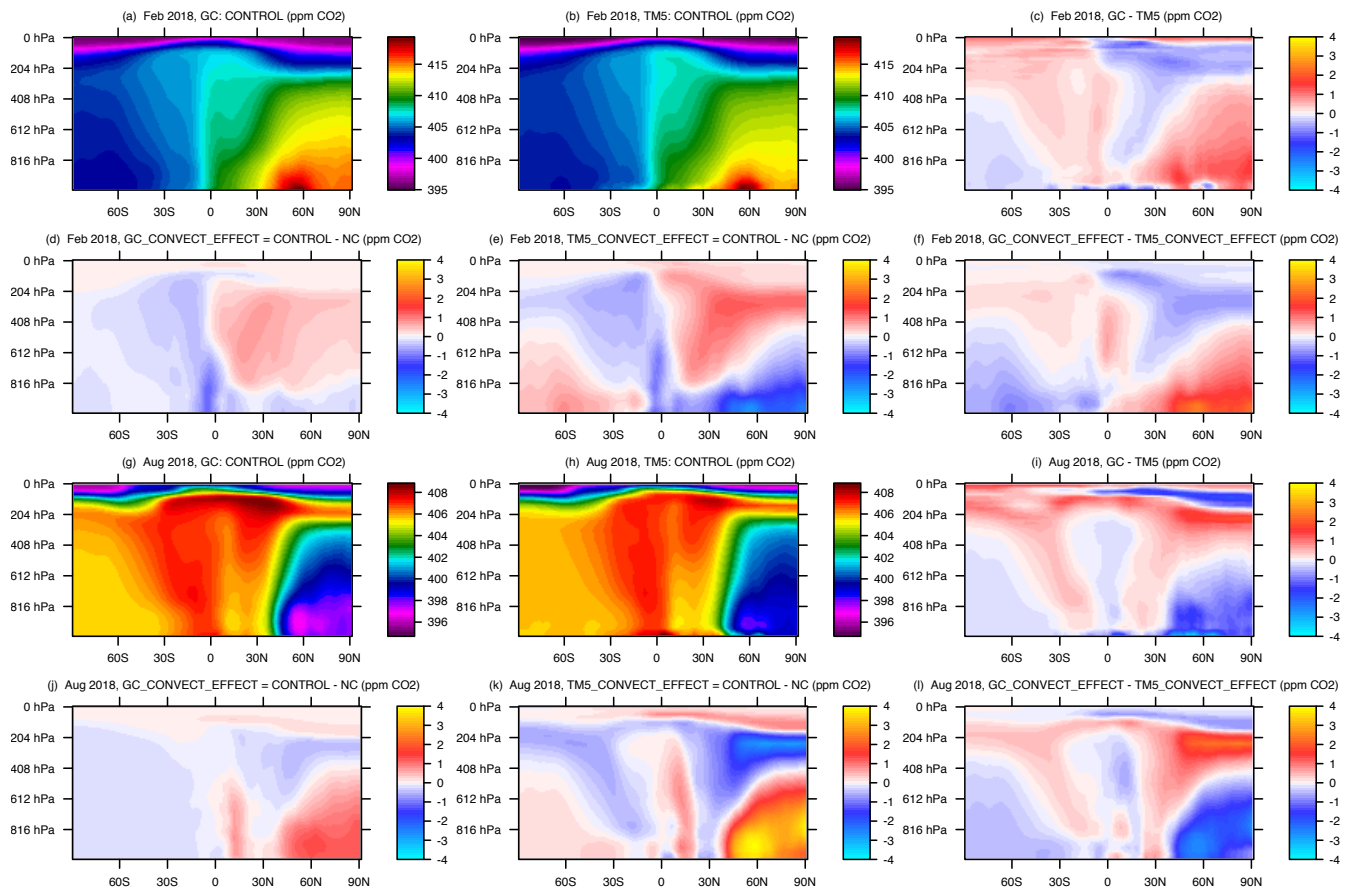 (a) Feb 2018, GC: CONTROL (ppm CO2)
(b) Feb 2018, TM5: CONTROL (ppm CO2)
(c) Feb 2018, GC - TM5 (ppm CO2)
0 hPa
204 hPa
408 hPa
612 hPa
816 hPa
60S 30S 0 30N 60N 90N
415
410
405
400
395
0 hPa
204 hPa
408 hPa
612 hPa
816 hPa
60S 30S 0 30N 60N 90N
415
410
405
400
395
0 hPa
204 hPa
408 hPa
612 hPa
816 hPa
60S 30S 0 30N 60N 90N
4
3
2
1
0
-1
-2
-3
-4
(d) Feb 2018, GC_CONVECT_EFFECT = CONTROL - NC (ppm CO2)
(e) Feb 2018, TM5_CONVECT_EFFECT = CONTROL - NC (ppm CO2)
(f) Feb 2018, GC_CONVECT_EFFECT - TM5_CONVECT_EFFECT (ppm CO2)
0 hPa
204 hPa
408 hPa
612 hPa
816 hPa
60S 30S 0 30N 60N 90N
4
3
2
1
0
-1
-2
-3
-4
0 hPa
204 hPa
408 hPa
612 hPa
816 hPa
60S 30S 0 30N 60N 90N
4
3
2
1
0
-1
-2
-3
-4
0 hPa
204 hPa
408 hPa
612 hPa
816 hPa
60S 30S 0 30N 60N 90N
4
3
2
1
0
-1
-2
-3
-4
(g) Aug 2018, GC: CONTROL (ppm CO2)
(h) Aug 2018, TM5: CONTROL (ppm CO2)
(i) Aug 2018, GC - TM5 (ppm CO2)
0 hPa
204 hPa
408 hPa
612 hPa
816 hPa
60S 30S 0 30N 60N 90N
408
406
404
402
400
398
396
0 hPa
204 hPa
408 hPa
612 hPa
816 hPa
60S 30S 0 30N 60N 90N
408
406
404
402
400
398
396
0 hPa
204 hPa
408 hPa
612 hPa
816 hPa
60S 30S 0 30N 60N 90N
4
3
2
1
0
-1
-2
-3
-4
(j) Aug 2018, GC_CONVECT_EFFECT = CONTROL - NC (ppm CO2)
(k) Aug 2018, TM5_CONVECT_EFFECT = CONTROL - NC (ppm CO2)
(l) Aug 2018, GC_CONVECT_EFFECT - TM5_CONVECT_EFFECT (ppm CO2)
0 hPa
204 hPa
408 hPa
612 hPa
816 hPa
60S 30S 0 30N 60N 90N
4
3
2
1
0
-1
-2
-3
-4
0 hPa
204 hPa
408 hPa
612 hPa
816 hPa
60S 30S 0 30N 60N 90N
4
3
2
1
0
-1
-2
-3
-4
0 hPa
204 hPa
408 hPa
612 hPa
816 hPa
60S 30S 0 30N 60N 90N
4
3
2
1
0
-1
-2
-3
-4